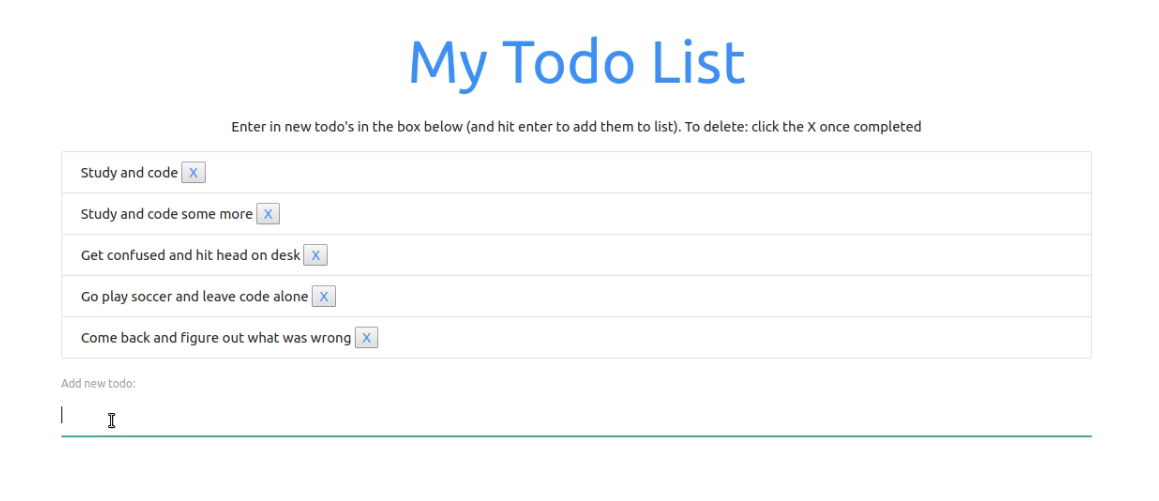 My Todo List
Enter in new todo's in the box below (and hit enter to add them to list). To delete: click the X once completed
Study and code X
Study and code some more X
Get confused and hit head on desk X
Go play soccer and leave code alone X
Come back and figure out what was wrong X
Add new todo: